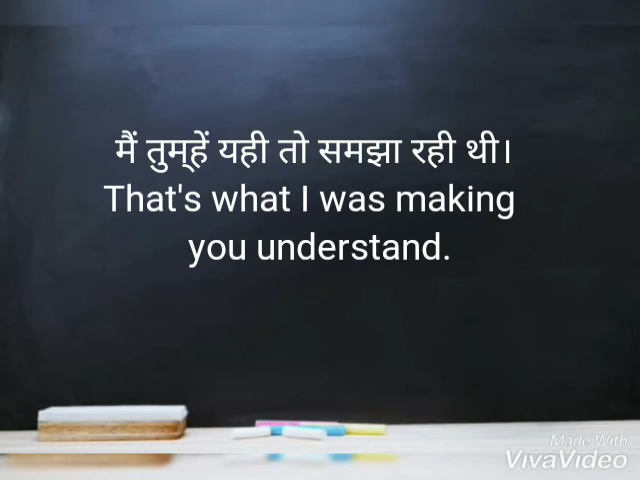 मैं तुम्हें यही तो समझा रही थी।
That's what I was making
you understand.
Made With
VivaVideo